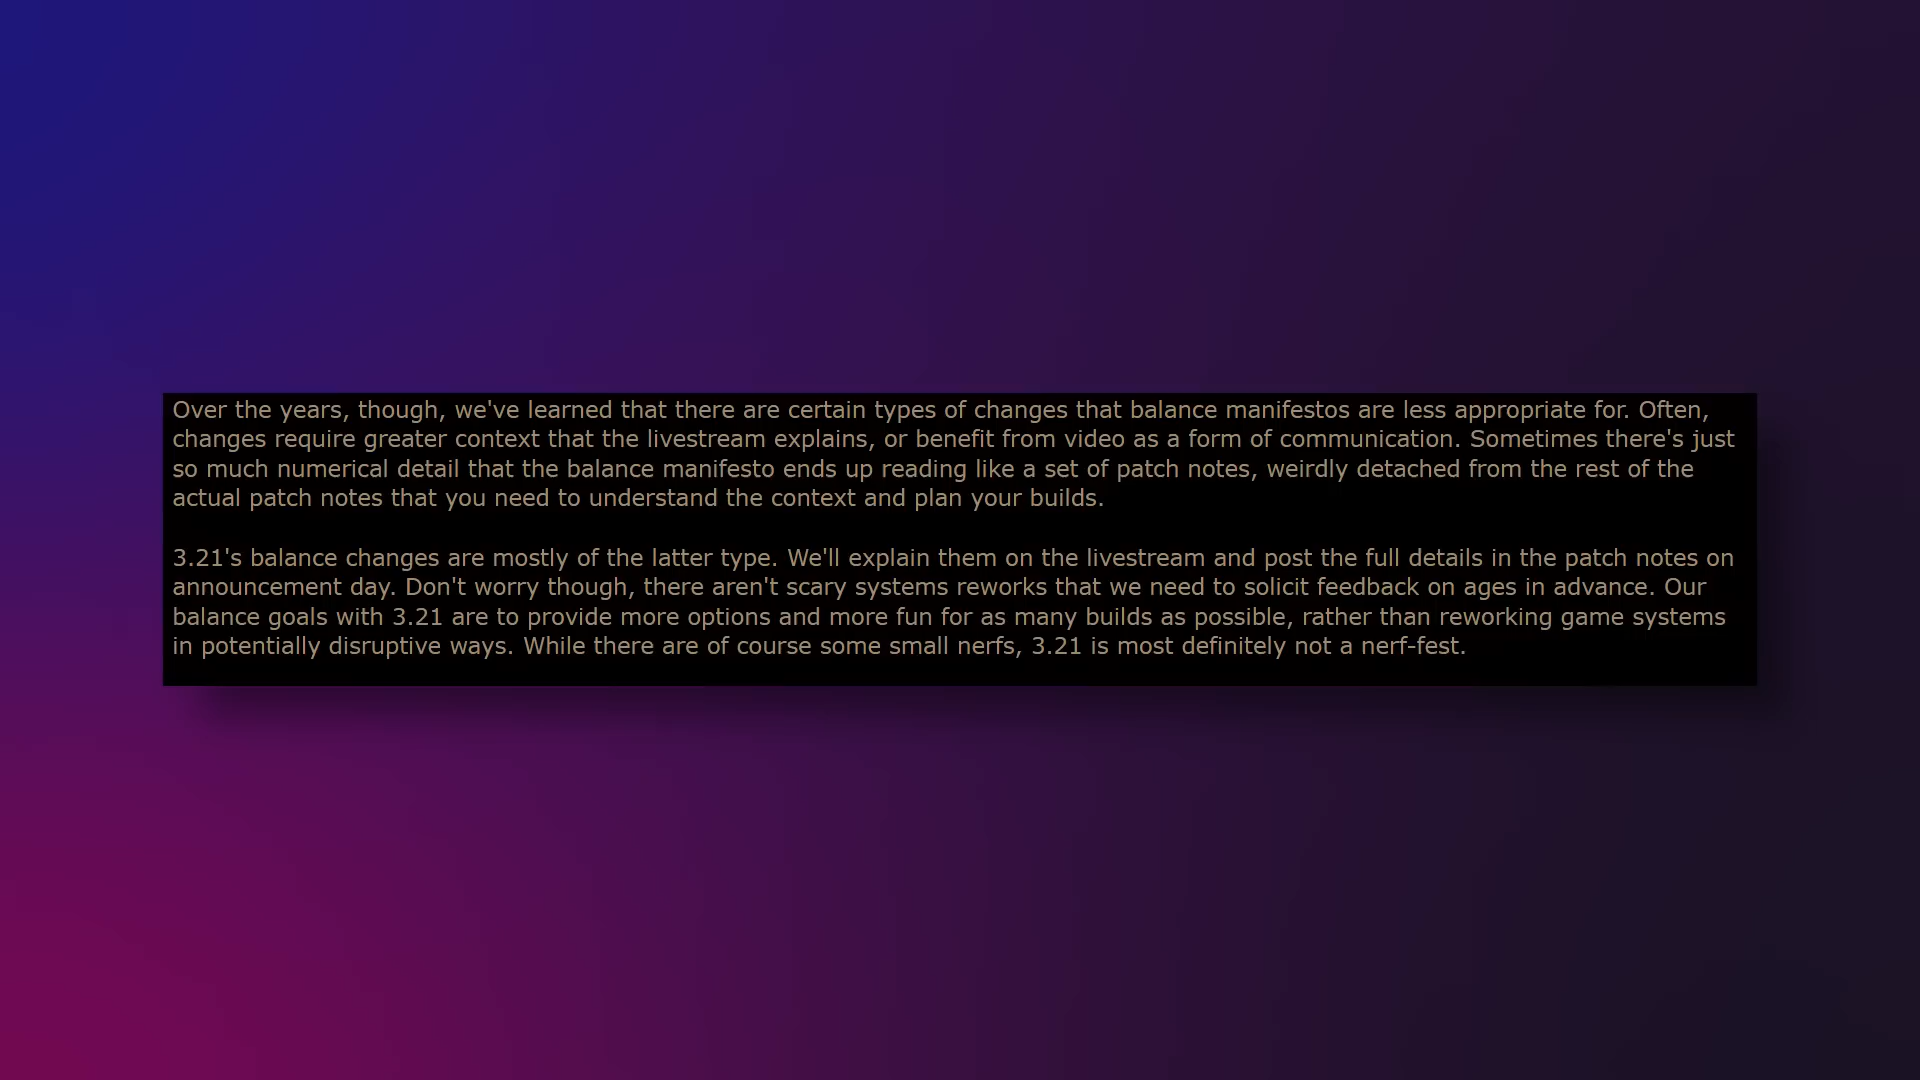 Over the years, though, we've learned that there are certain types of changes that balance manifestos are less appropriate for. Often,
changes require greater context that the livestream explains, or benefit from video as a form of communication. Sometimes there's just
so much numerical detail that the balance manifesto ends up reading like a set of patch notes, weirdly detached from the rest of the
actual patch notes that you need to understand the context and plan your builds.
3.21's balance changes are mostly of the latter type. We'll explain them on the livestream and post the full details in the patch notes on
announcement day. Don't worry though, there aren't scary systems reworks that we need to solicit feedback on ages in advance. Our
balance goals with 3.21 are to provide more options and more fun for as many builds as possible, rather than reworking game systems
in potentially disruptive ways. While there are of course some small nerfs, 3.21 is most definitely not a nerf-fest.